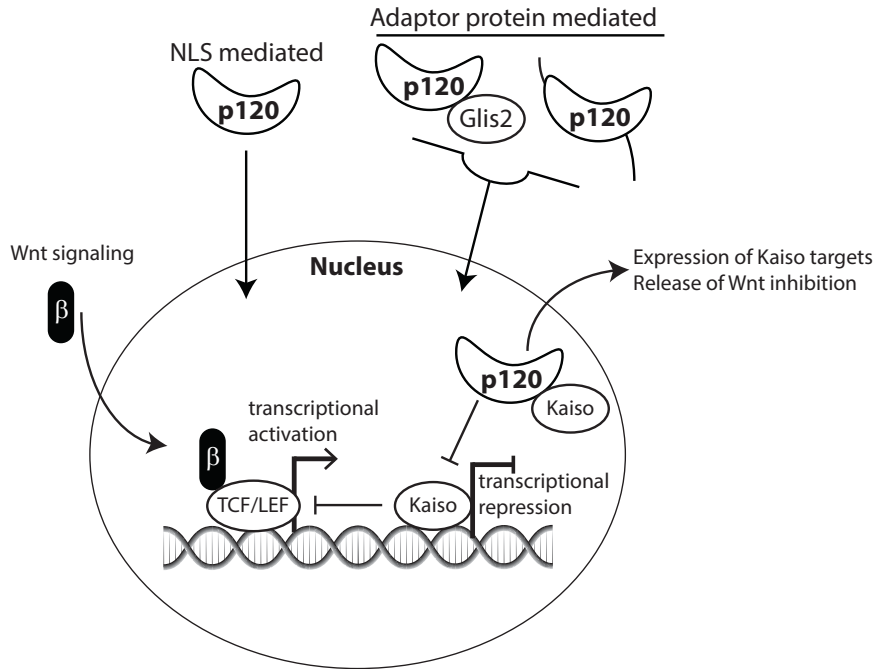 Adaptor protein mediated
NLS mediated
p120
p120
Glis2
p120
Wnt signaling
β
Nucleus
Expression of Kaiso targets
Release of Wnt inhibition
p120
Kaiso
transcriptional
activation
β
TCF/LEF
Kaiso
transcriptional
repression